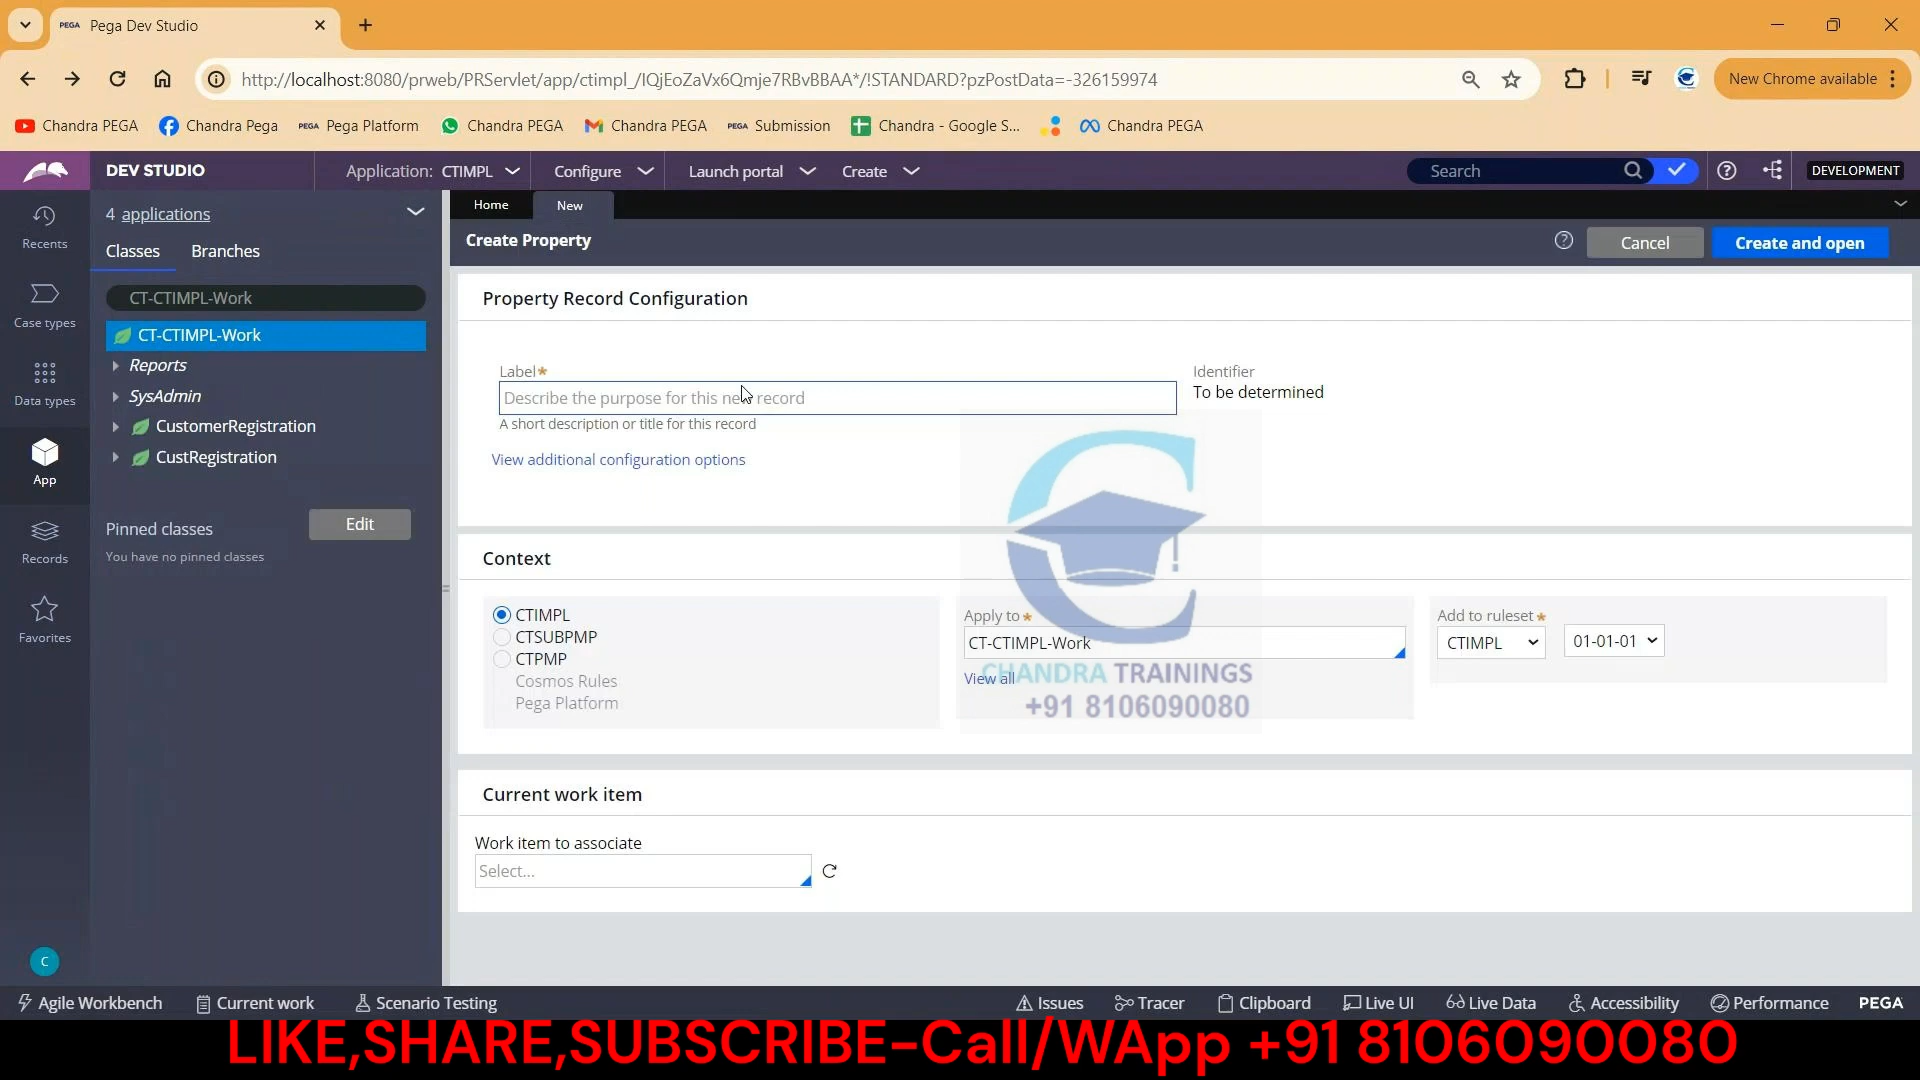 PEGA Pega Dev Studio
http://localhost:8080/prweb/PRServlet/app/ctimpl_/IQjEoZaVx6Qmje7RBvBBAA*/!STANDARD?pzPostData=-326159974
New Chrome available
Chandra PEGA Chandra Pega PEGA Pega Platform Chandra PEGA Chandra PEGA PEGA Submission Chandra - Google S... Chandra PEGA
DEV STUDIO Application: CTIMPL Configure Launch portal Create Search DEVELOPMENT
4 applications
Home New
Recents
Classes Branches
Create Property Cancel Create and open
CT-CTIMPL-Work
Property Record Configuration
Case types
CT-CTIMPL-Work
Reports
SysAdmin
CustomerRegistration
CustRegistration
Data types
App
Pinned classes Edit
You have no pinned classes
Records
Favorites
Label*
Identifier
Describe the purpose for this new record
To be determined
A short description or title for this record
View additional configuration options
Context
CTIMPL
CTSUBPMP
CTPMP
Cosmos Rules
Pega Platform
Apply to*
CT-CTIMPL-Work
View all
Add to ruleset*
CTIMPL 01-01-01
CHANDRA TRAININGS
+91 8106090080
Current work item
Work item to associate
Select...
C
Agile Workbench Current work Scenario Testing Issues Tracer Clipboard Live UI Live Data Accessibility Performance PEGA
LIKE,SHARE,SUBSCRIBE-Call/WApp +91 8106090080